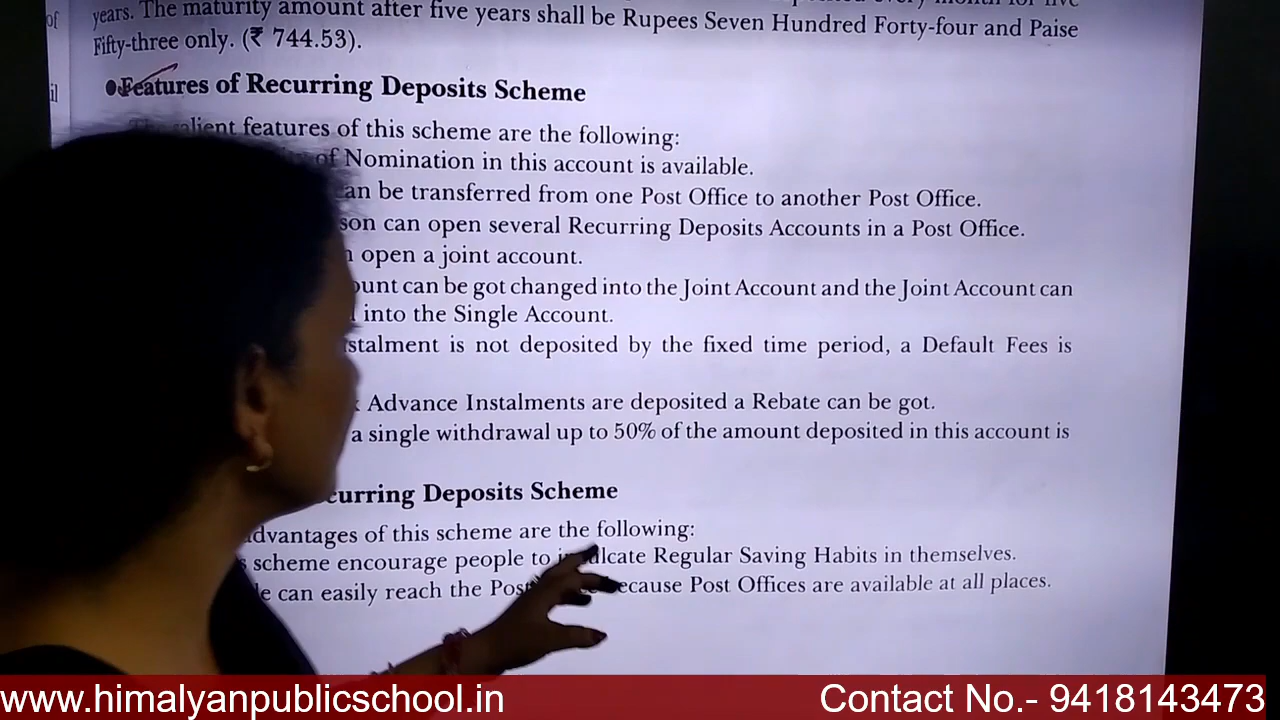 of years. The maturity amount after five years shall be Rupees Seven Hundred Forty-four and Paise
Fifty-three only. (₹ 744.53).
il
Features of Recurring Deposits Scheme
salient features of this scheme are the following:
of Nomination in this account is available.
an be transferred from one Post Office to another Post Office.
son can open several Recurring Deposits Accounts in a Post Office.
open a joint account.
ount can be got changed into the Joint Account and the Joint Account can
into the Single Account.
stalment is not deposited by the fixed time period, a Default Fees is
Advance Instalments are deposited a Rebate can be got.
a single withdrawal up to 50% of the amount deposited in this account is
curring Deposits Scheme
dvantages of this scheme are the following:
scheme encourage people to inculcate Regular Saving Habits in themselves.
can easily reach the Post because Post Offices are available at all places.
www.himalyanpublicschool.in
Contact No.- 9418143473